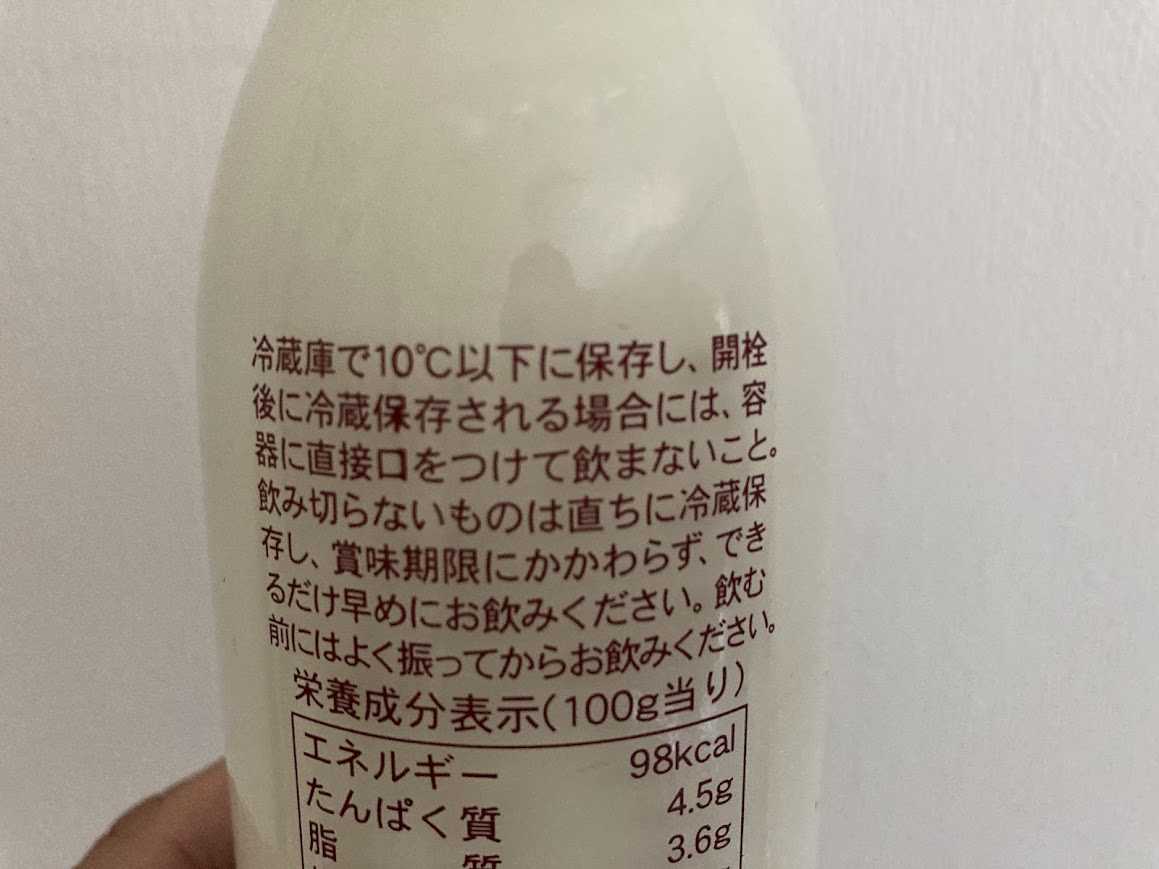 冷蔵庫で10℃以下に保存し、開栓
後に冷蔵保存される場合には、容
器に直接口をつけて飲まないこと。
飲み切らないものは直ちに冷蔵保
存し、賞味期限にかかわらず、でき
るだけ早めにお飲みください。飲む
前にはよく振ってからお飲みください。
栄養成分表示(100g当り)
エネルギー 98kcal
たんぱく質 4.5g
脂質 3.6g